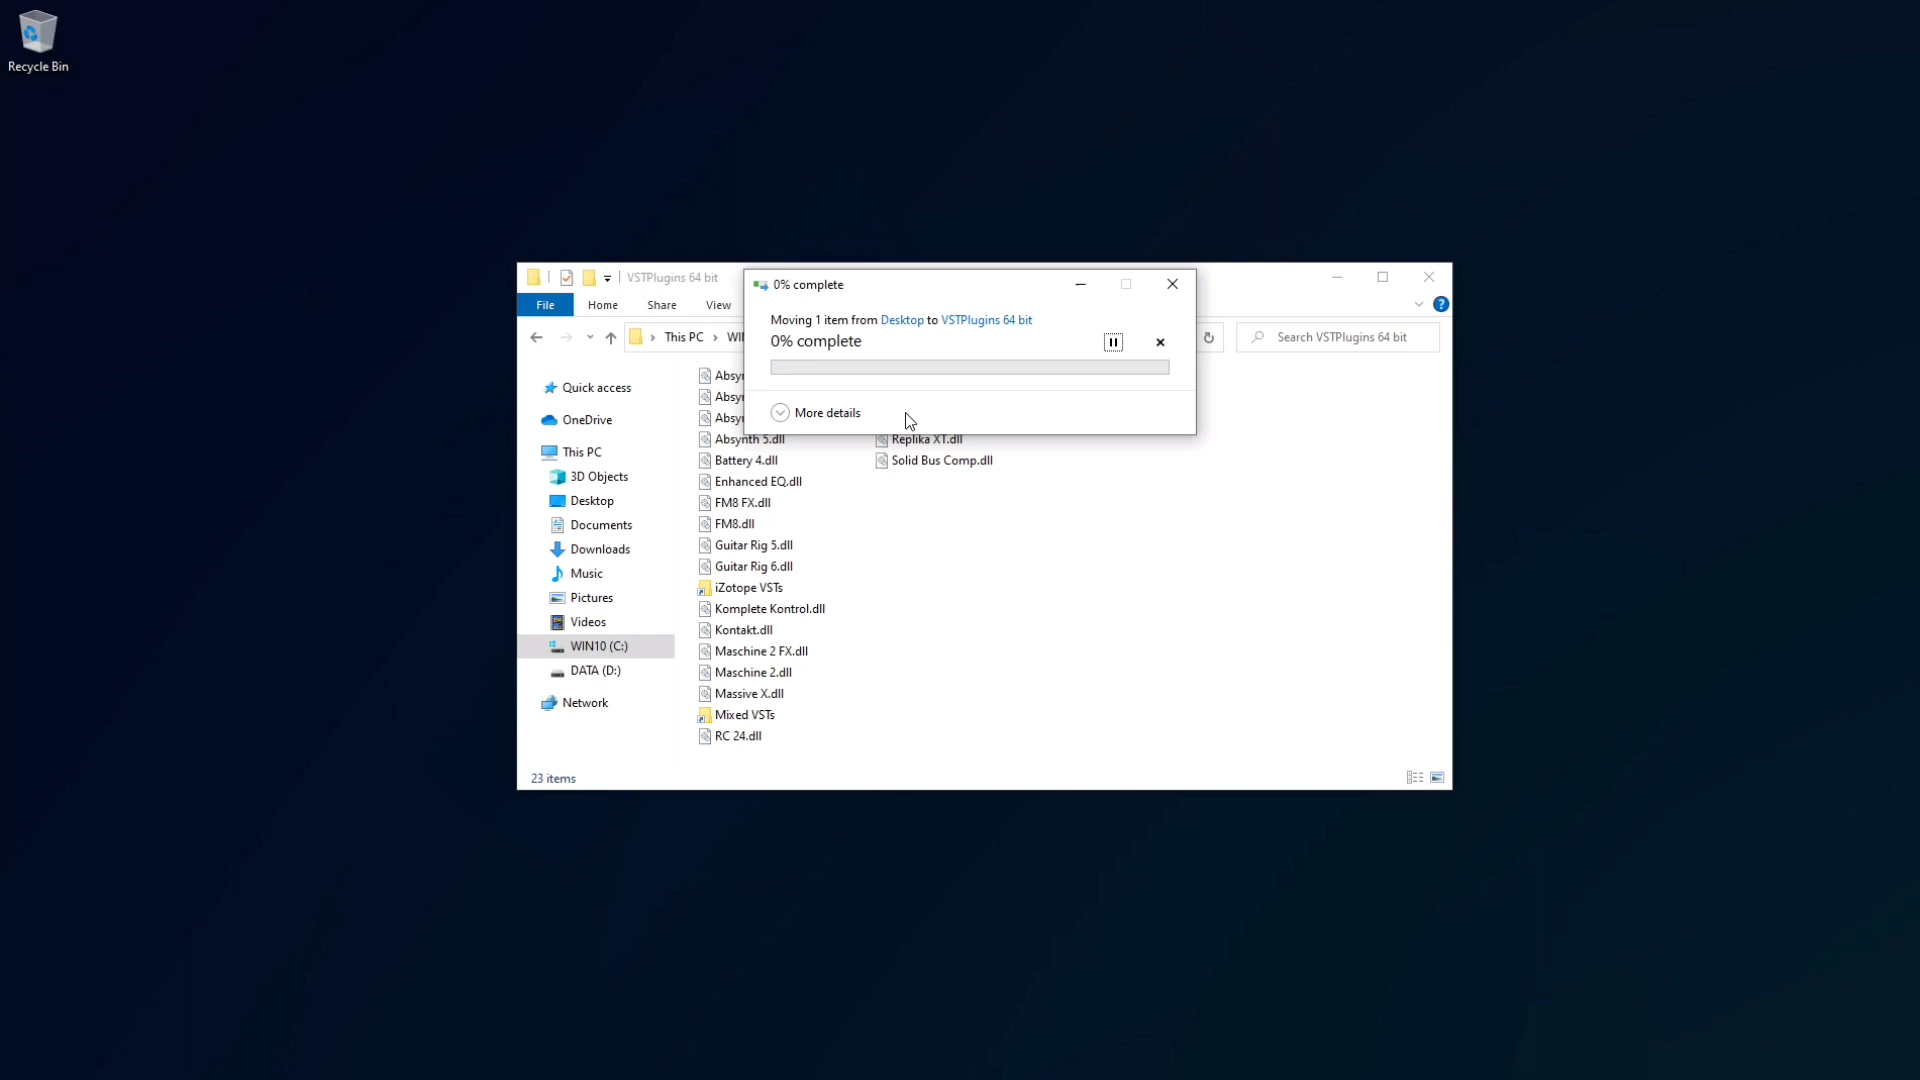 Recycle Bin
VSTPlugins 64 bit
File Home Share View
This PC
Search VSTPlugins 64 bit
0% complete
Moving 1 item from Desktop to VSTPlugins 64 bit
0% complete
More details
Quick access
OneDrive
This PC
3D Objects
Desktop
Documents
Downloads
Music
Pictures
Videos
WIN10 (C:)
DATA (D:)
Network
Absynth 5.dll
Battery 4.dll
Enhanced EQ.dll
FM8 FX.dll
FM8.dll
Guitar Rig 5.dll
Guitar Rig 6.dll
iZotope VSTs
Komplete Kontrol.dll
Kontakt.dll
Maschine 2 FX.dll
Maschine 2.dll
Massive X.dll
Mixed VSTs
RC 24.dll
Replika XT.dll
Solid Bus Comp.dll
23 items